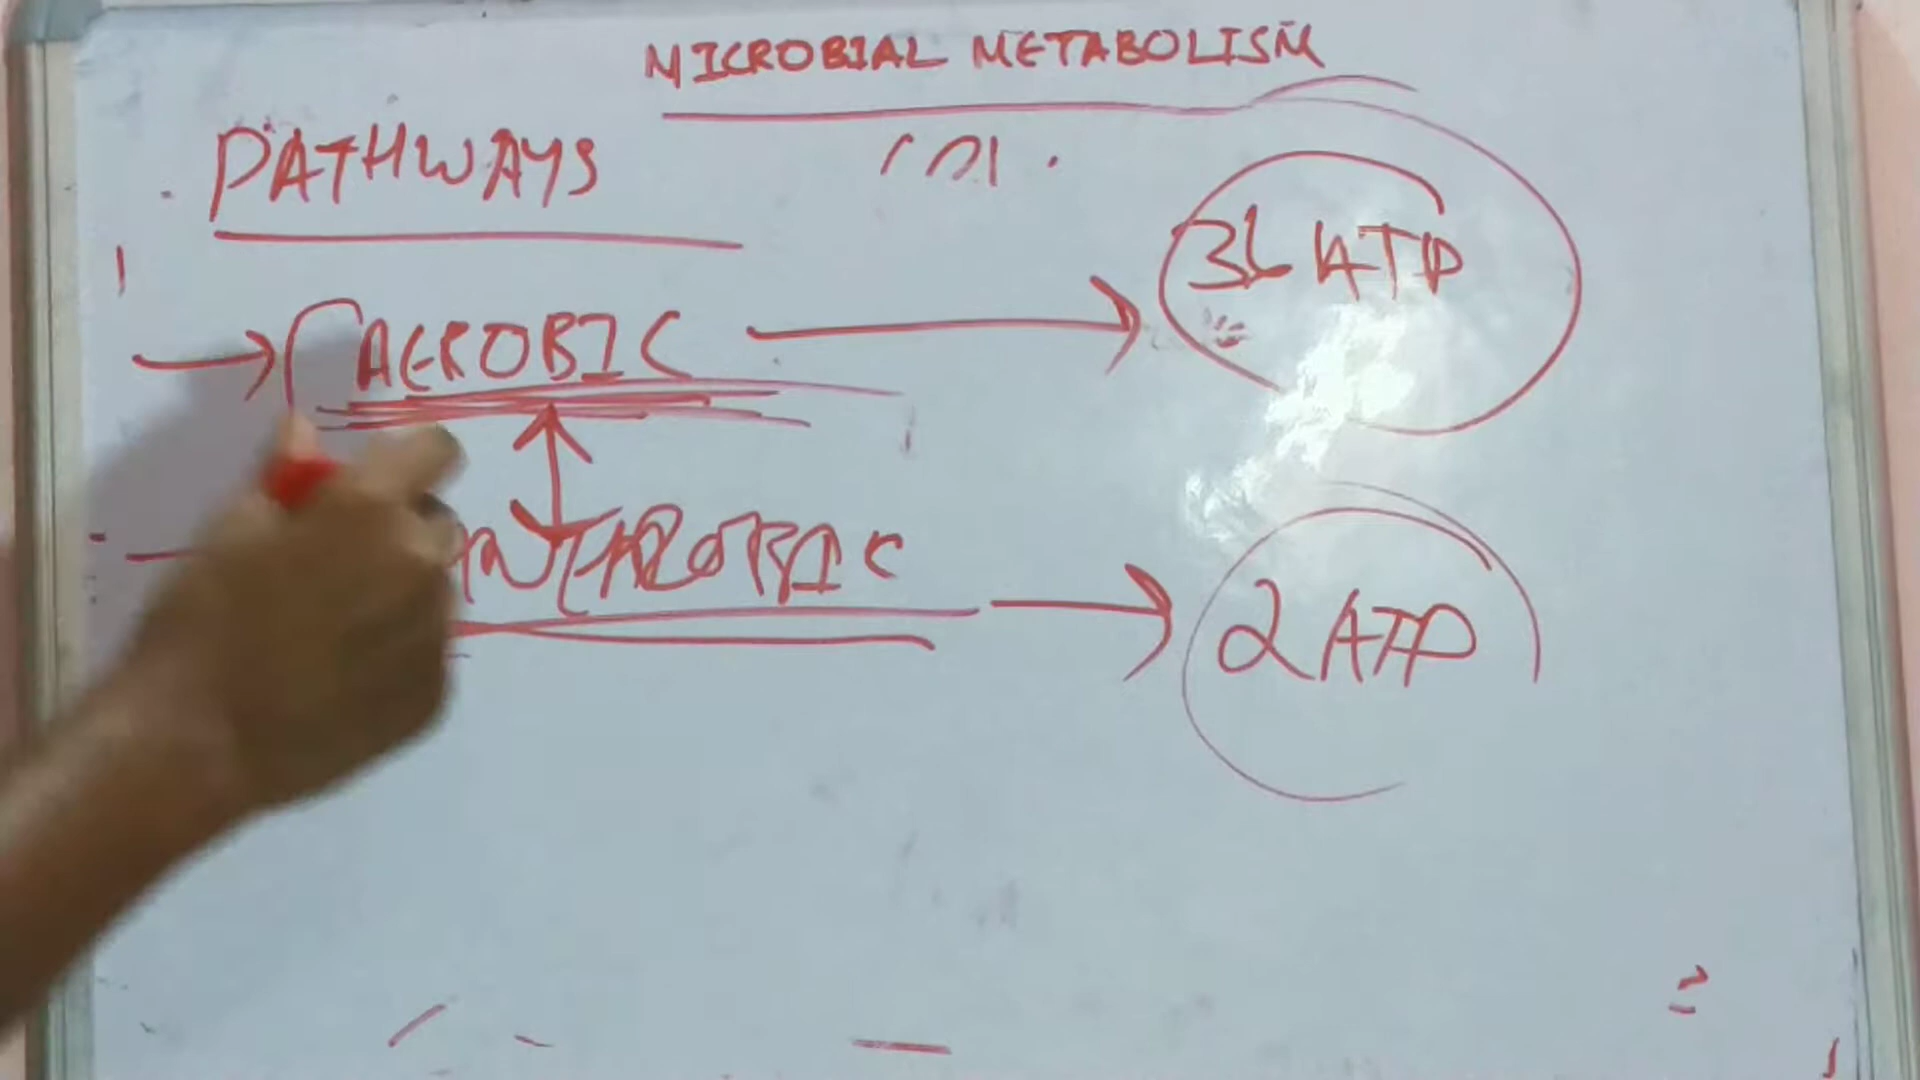 MICROBIAL METABOLISM
PATHWAYS
AEROBIC
36 ATP
ANAEROBIC
2 ATP